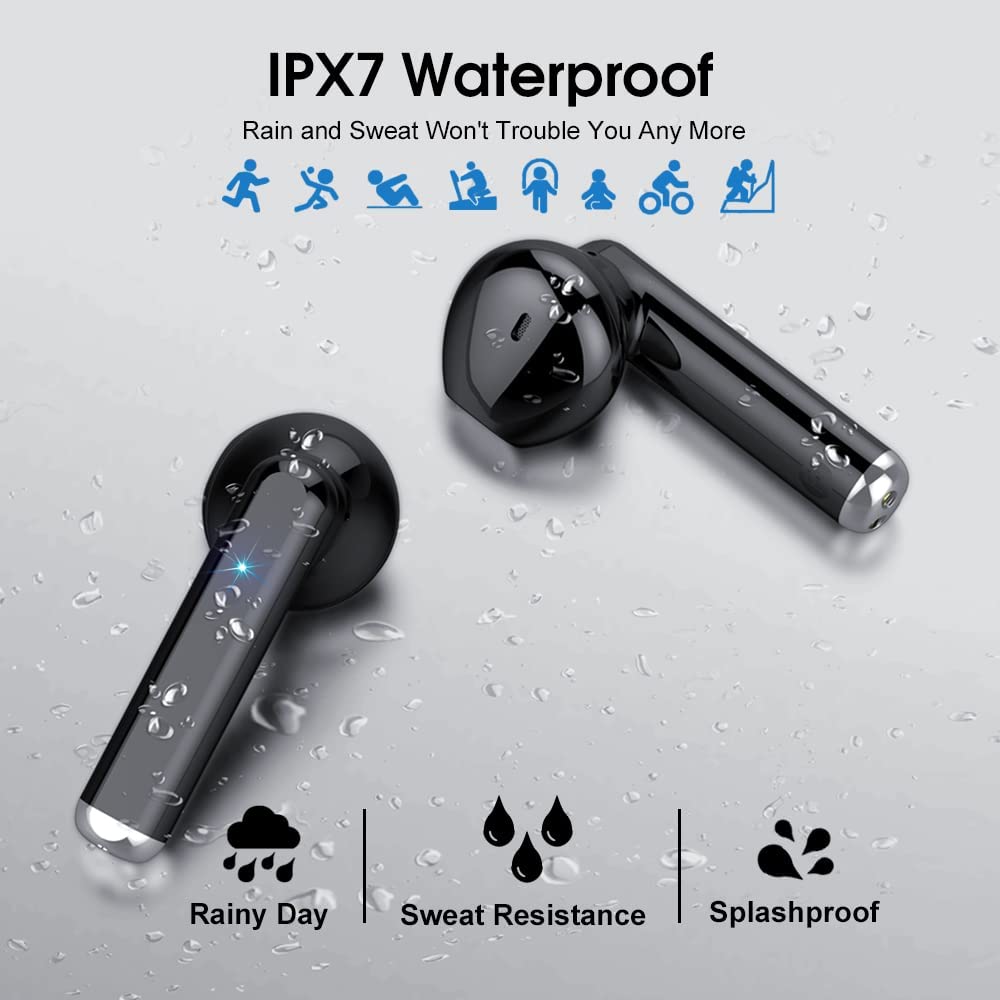 IPX7 Waterproof
Rain and Sweat Won't Trouble You Any More
Rainy Day
Sweat Resistance
Splashproof